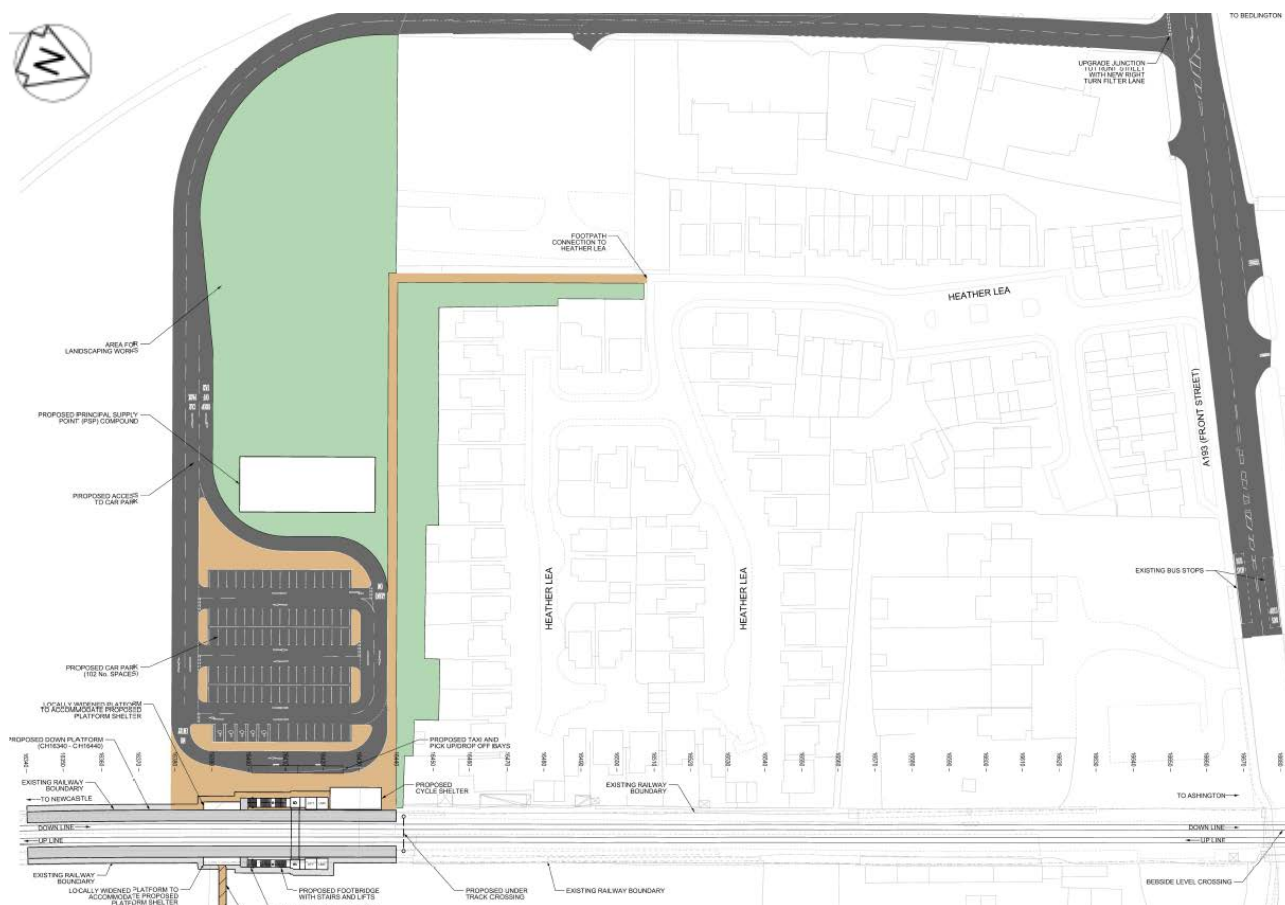 TO BEDLINGTON
N
UPGRADE JUNCTION
TO FRONT STREET
WITH NEW RIGHT
TURN FILTER LANE
FOOTPATH
CONNECTION TO
HEATHER LEA
HEATHER LEA
AREA FOR
LANDSCAPING WORKS
PROPOSED PRINCIPAL SUPPLY
POINT (PSP) COMPOUND
A193 (FRONT STREET)
PROPOSED ACCESS
TO CAR PARK
EXISTING BUS STOPS
HEATHER LEA
HEATHER LEA
PROPOSED CAR PARK
(102 No. SPACES)
LOCALLY WIDENED PLATFORM
TO ACCOMMODATE PROPOSED
PLATFORM SHELTER
PROPOSED DOWN PLATFORM
(CH16340 - CH16440)
PROPOSED TAXI AND
PICK UP/DROP OFF BAYS
EXISTING RAILWAY
BOUNDARY
PROPOSED
CYCLE SHELTER
EXISTING RAILWAY
BOUNDARY
TO NEWCASTLE
TO ASHINGTON
DOWN LINE
UP LINE
DOWN LINE
UP LINE
EXISTING RAILWAY
BOUNDARY
LOCALLY WIDENED PLATFORM TO
ACCOMMODATE PROPOSED
PLATFORM SHELTER
PROPOSED FOOTBRIDGE
WITH STAIRS AND LIFTS
PROPOSED UNDER
TRACK CROSSING
EXISTING RAILWAY BOUNDARY
BEBSIDE LEVEL CROSSING